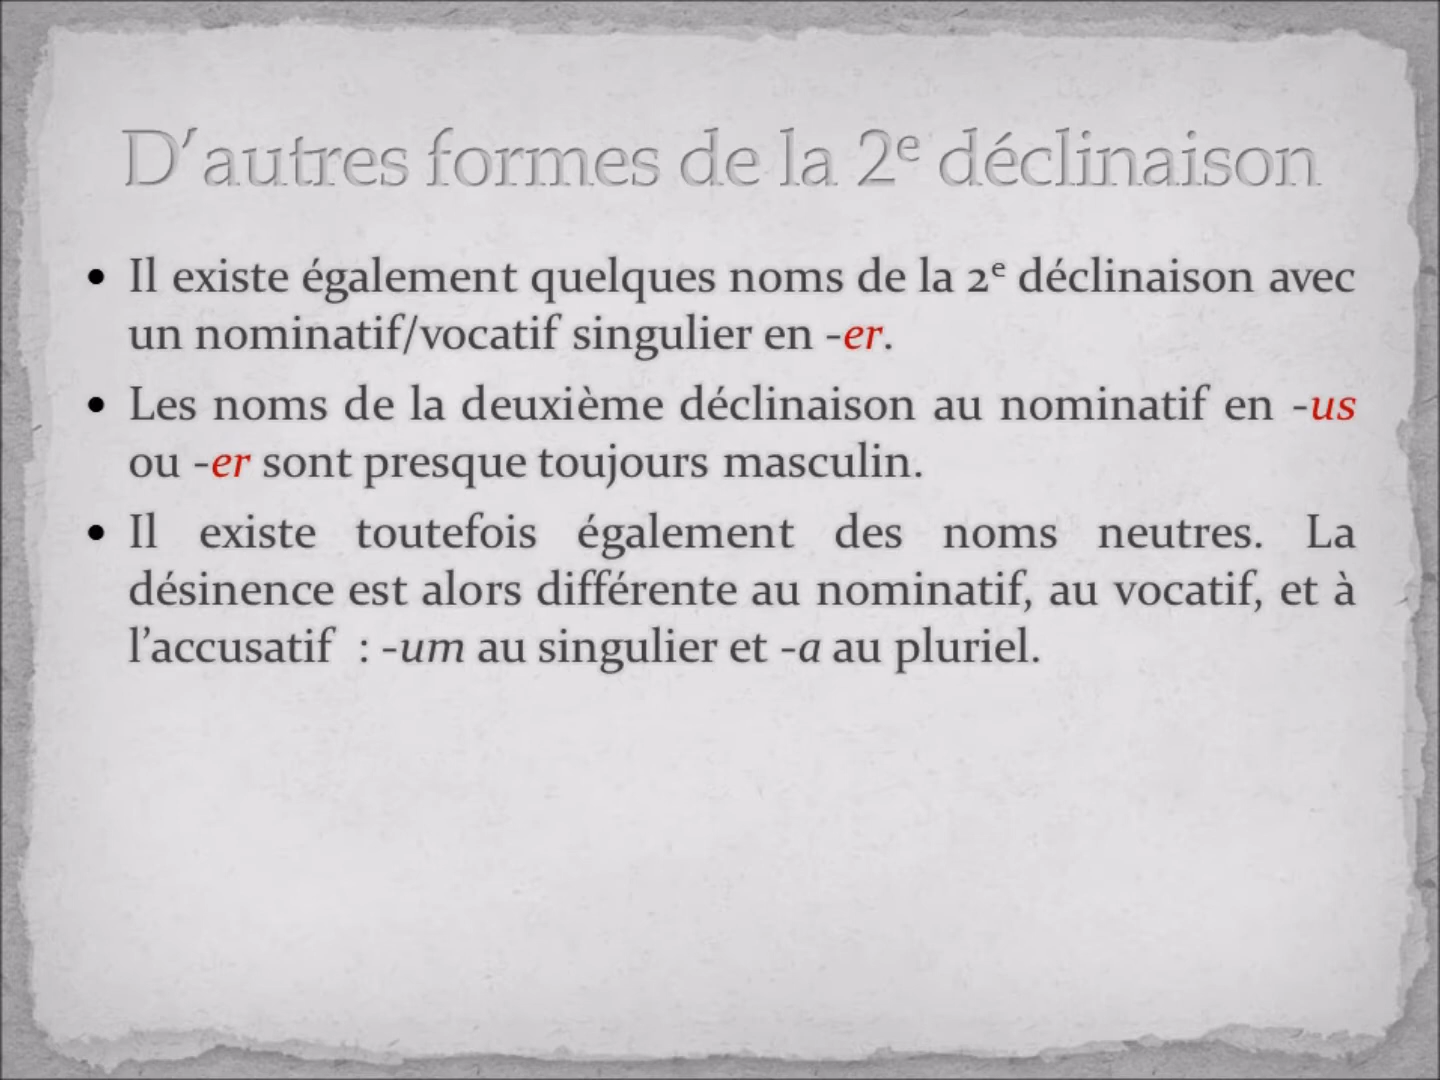 D’autres formes de la 2e déclinaison
• Il existe également quelques noms de la 2e déclinaison avec
un nominatif/vocatif singulier en -er.
• Les noms de la deuxième déclinaison au nominatif en -us
ou -er sont presque toujours masculin.
• Il existe toutefois également des noms neutres. La
désinence est alors différente au nominatif, au vocatif, et à
l’accusatif : -um au singulier et -a au pluriel.